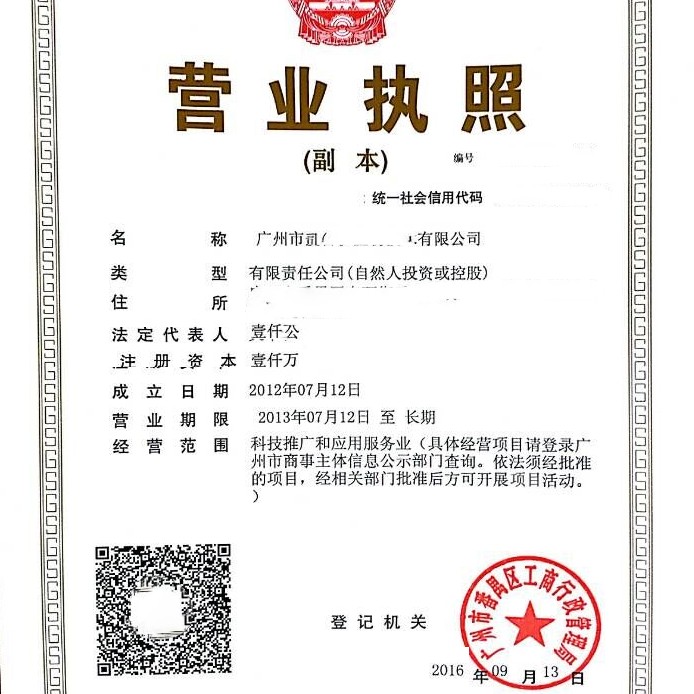 营业执照
(副 本)
编号
统一社会信用代码
名 称 广州市 有限公司
类 型 有限责任公司(自然人投资或控股)
住 所
法定代表人 壹仟公
注册资本 壹仟万
成立日期 2012年07月12日
营业期限 2013年07月12日 至 长期
经营范围 科技推广和应用服务业(具体经营项目请登录广
州市商事主体信息公示部门查询。依法须经批准
的项目,经相关部门批准后方可开展项目活动。
)
登记机关
广州市番禺区工商行政管理局
2016 年 09 月 13 日